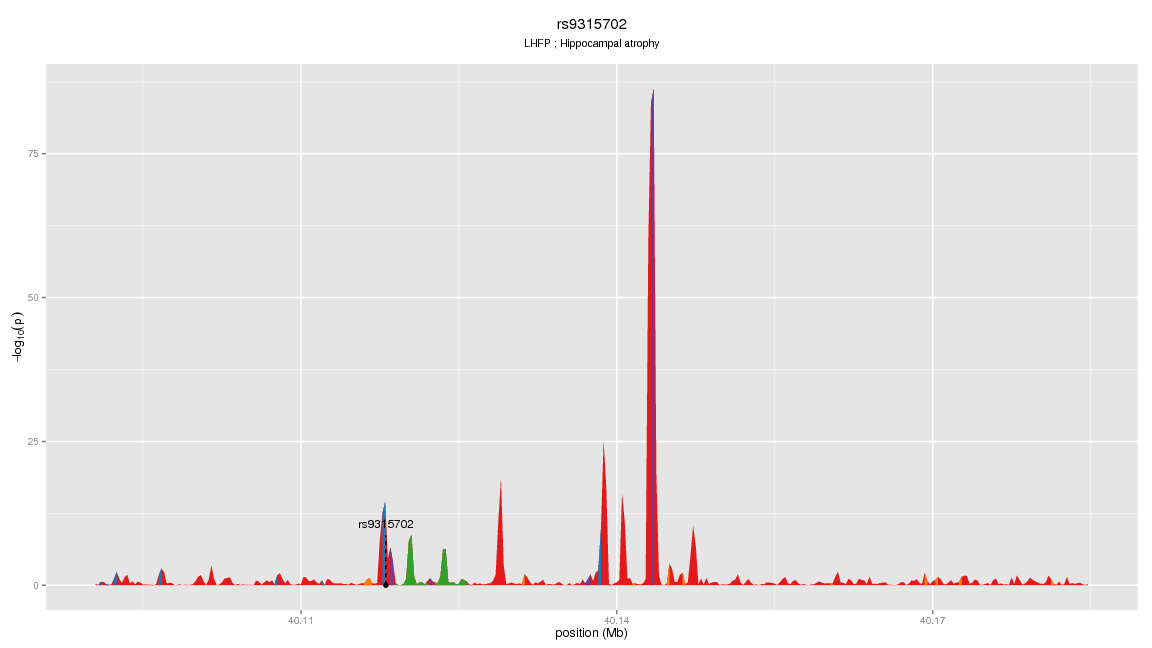 rs9315702
LHFP ; Hippocampal atrophy
75
50
25
0
−log10(p)
rs9315702
40.11
40.14
40.17
position (Mb)